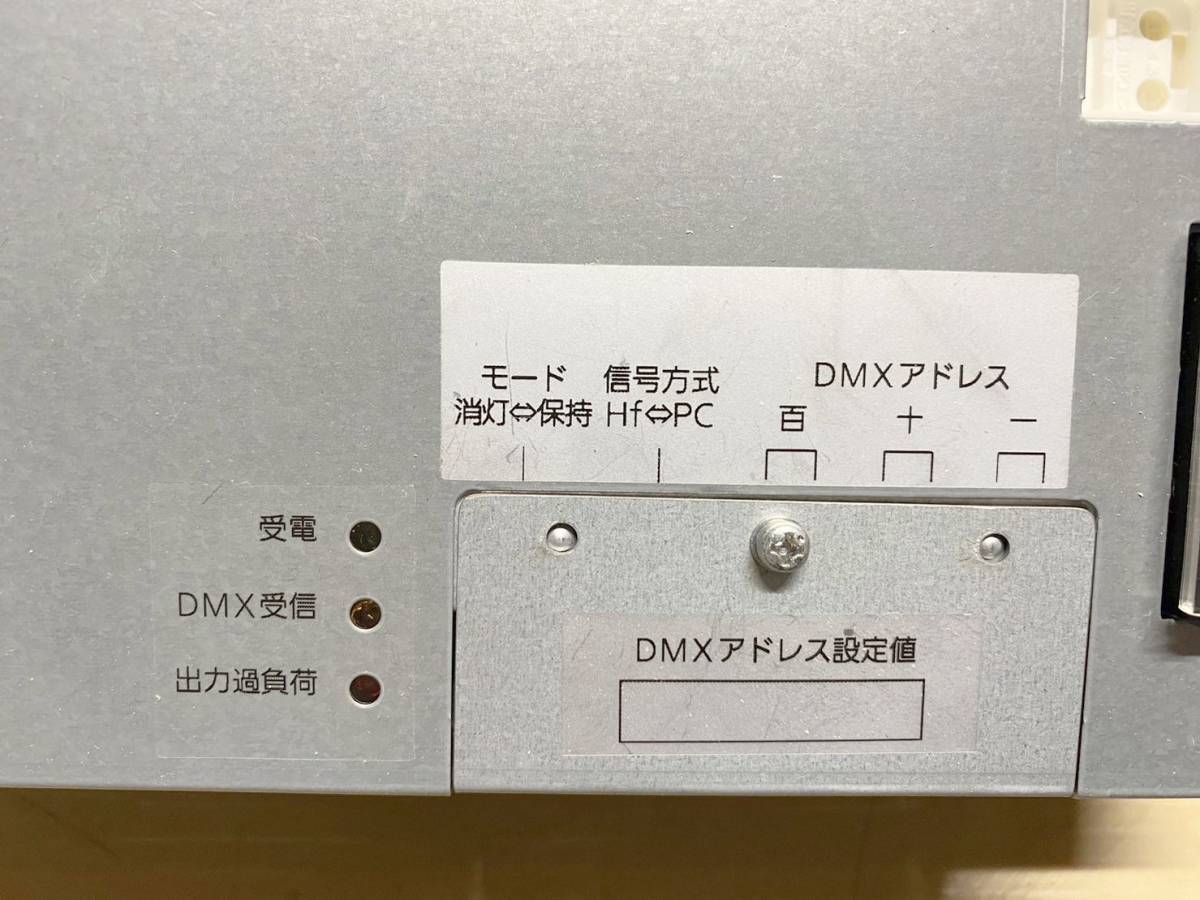 モード
消灯⇔保持
信号方式
Hf⇔PC
DMXアドレス
百 十 一
受電
DMX受信
出力過負荷
DMXアドレス設定値